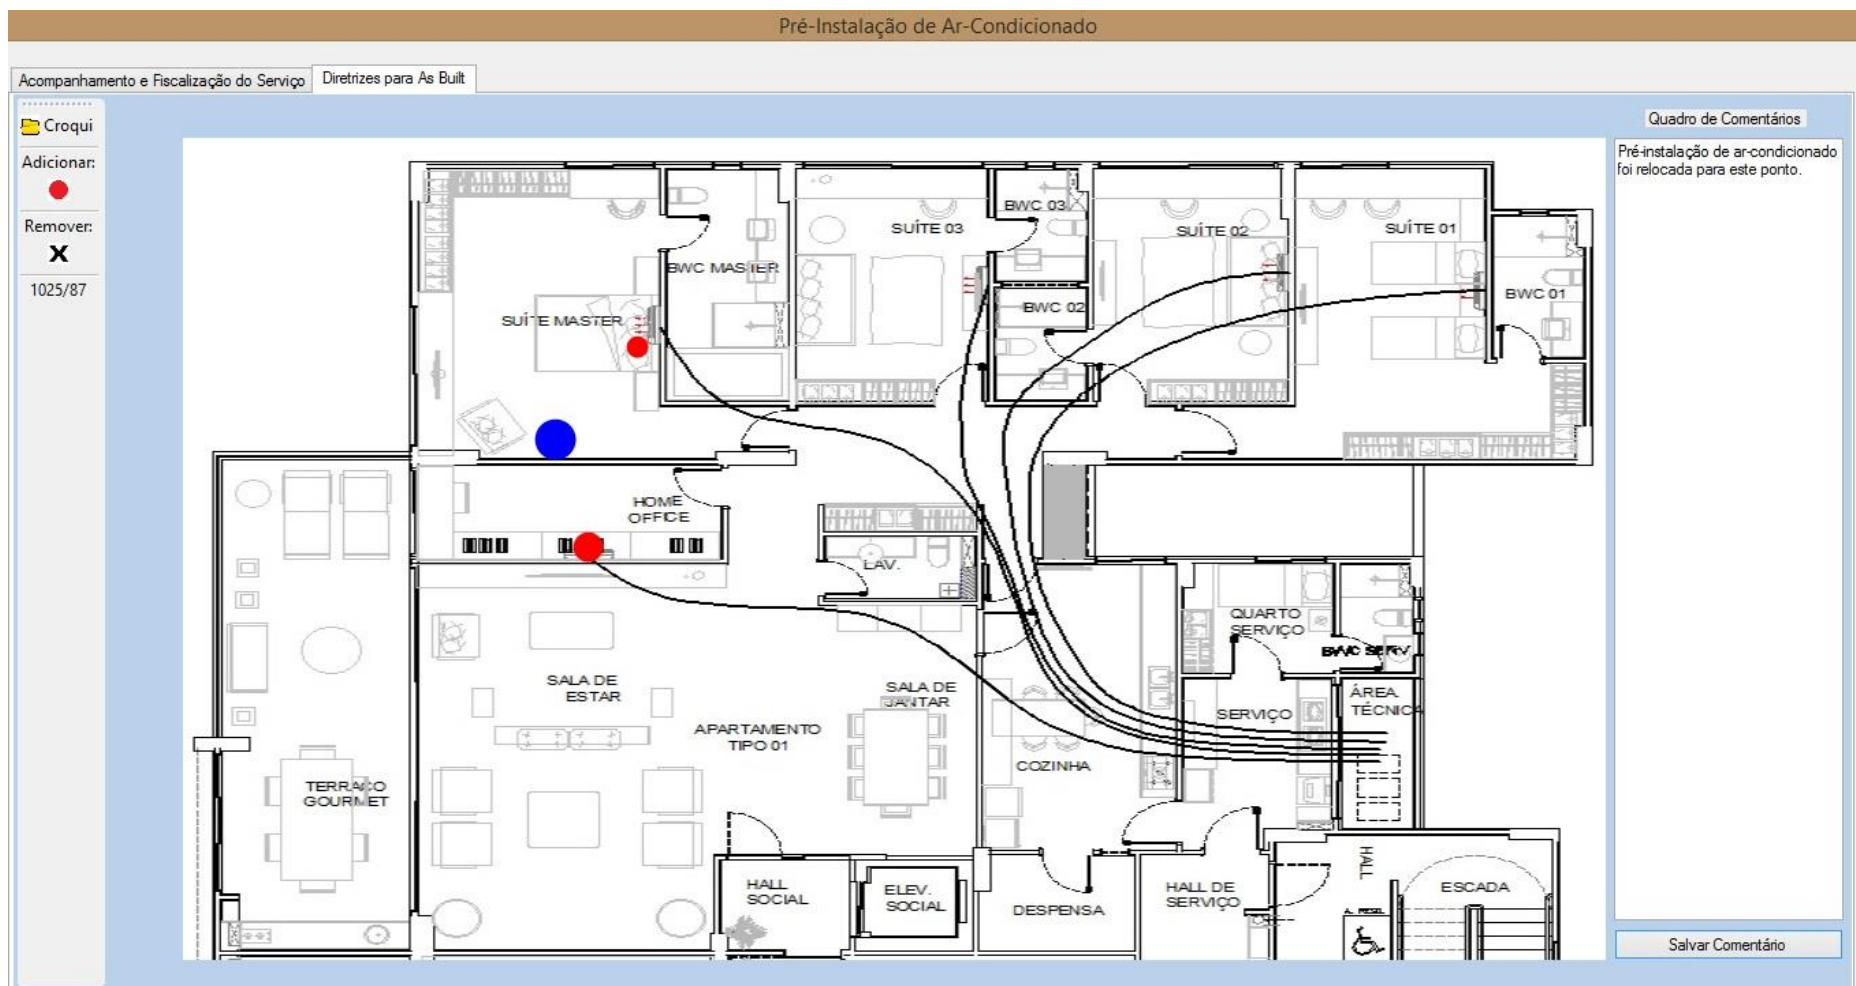 Pré-Instalação de Ar-Condicionado
Acompanhamento e Fiscalização do Serviço
Diretrizes para As Built
Croqui
Adicionar:
Remover:
X
1025/87
Quadro de Comentários
Pré-instalação de ar-condicionado
foi relocada para este ponto.
Salvar Comentário
BWC 03
SUÍTE 03
SUÍTE 02
SUÍTE 01
BWC MASTER
BWC 02
BWC 01
SUÍTE MASTER
HOME
OFFICE
LAV.
QUARTO
SERVIÇO
BWC SERV
SALA DE
ESTAR
SALA DE
JANTAR
ÁREA
TÉCNICA
SERVIÇO
APARTAMENTO
TIPO 01
COZINHA
TERRAÇO
GOURMET
HALL
SOCIAL
ELEV.
SOCIAL
DESPENSA
HALL DE
SERVIÇO
HALL
ESCADA